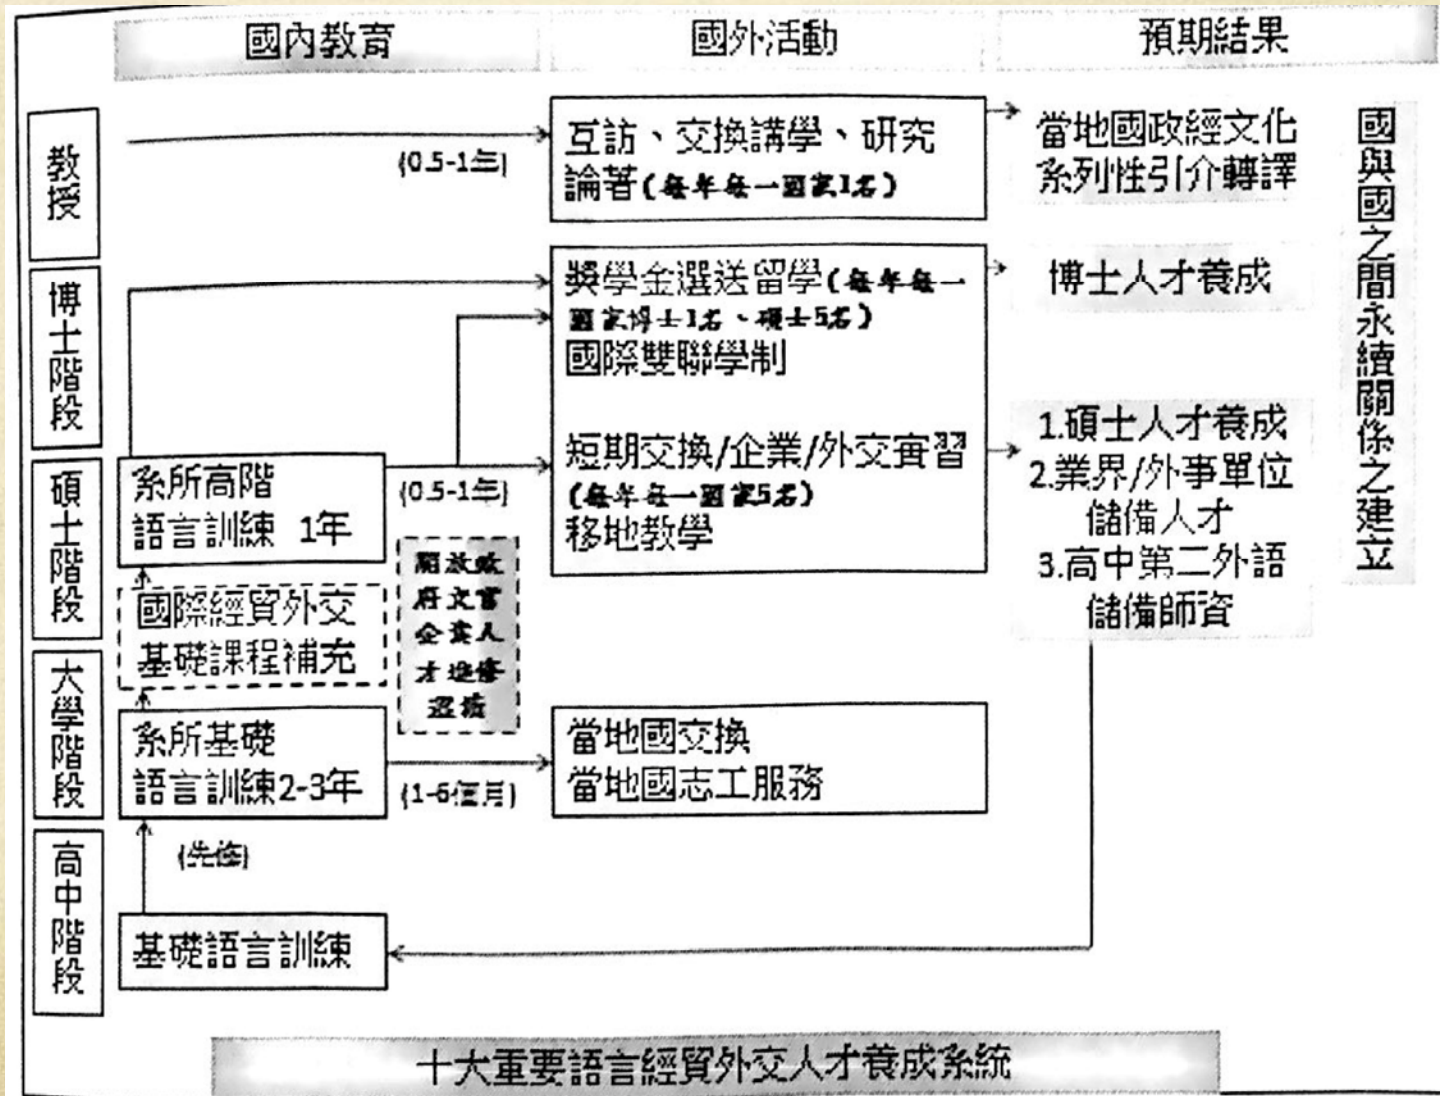 國內教育
國外活動
預期結果
教授
(0.5-1年)
互訪、交換講學、研究
論著(每年每一國家1名)
當地國政經文化
系列性引介轉譯
國與國之間永續關係之建立
博士階段
獎學金選送留學(每年每一
國家博士1名、碩士5名)
國際雙聯學制
博士人才養成
碩士階段
系所高階
語言訓練 1年
(0.5-1年)
短期交換/企業/外交實習
(每年每一國家5名)
移地教學
1.碩士人才養成
2.業界/外事單位
儲備人才
3.高中第二外語
儲備師資
國際經貿外交
基礎課程補充
開放政
府文官
企業人
才進修
大學階段
系所基礎
語言訓練2-3年
(1-6個月)
當地國交換
當地國志工服務
高中階段
(先修)
基礎語言訓練
十大重要語言經貿外交人才養成系統